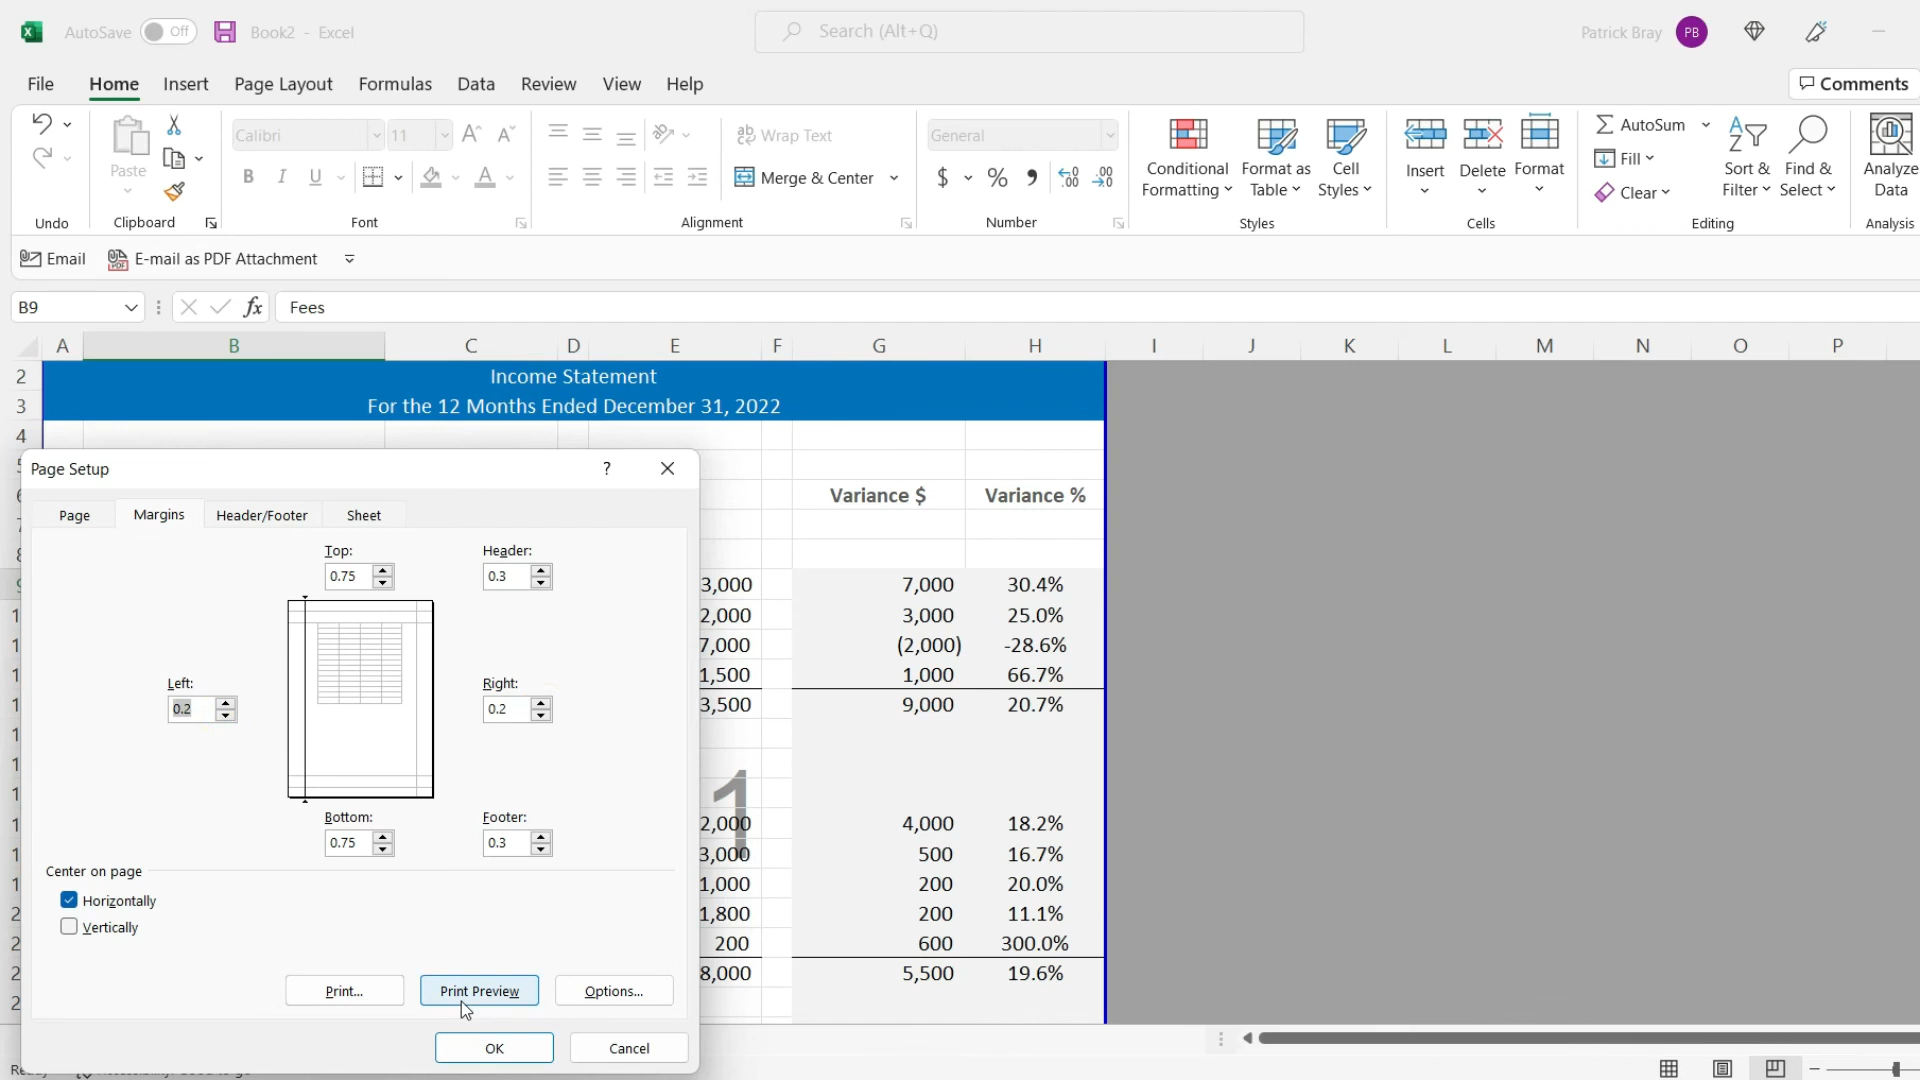 AutoSave Off Book2 - Excel Search (Alt+Q) Patrick Bray PB
File Home Insert Page Layout Formulas Data Review View Help Comments
Calibri 11 ab Wrap Text General AutoSum
Paste Conditional Format as Cell Insert Delete Format Fill Sort & Find & Analyze
B I U A Merge & Center $ % Formatting Table Styles Clear Filter Select Data
Undo Clipboard Font Alignment Number Styles Cells Editing Analysis
Email E-mail as PDF Attachment
B9 fx Fees
A B C D E F G H I J K L M N O P
2 Income Statement
3 For the 12 Months Ended December 31, 2022
4
Page Setup ?
Variance $ Variance %
Page Margins Header/Footer Sheet
Top: Header:
0.75 0.3
3,000 7,000 30.4%
2,000 3,000 25.0%
7,000 (2,000) -28.6%
1,500 1,000 66.7%
Left: Right:
0.2 0.2
3,500 9,000 20.7%
1
Bottom: Footer:
2,000 4,000 18.2%
0.75 0.3
3,000 500 16.7%
Center on page
1,000 200 20.0%
Horizontally
1,800 200 11.1%
Vertically
200 600 300.0%
8,000 5,500 19.6%
Print... Print Preview Options...
OK Cancel